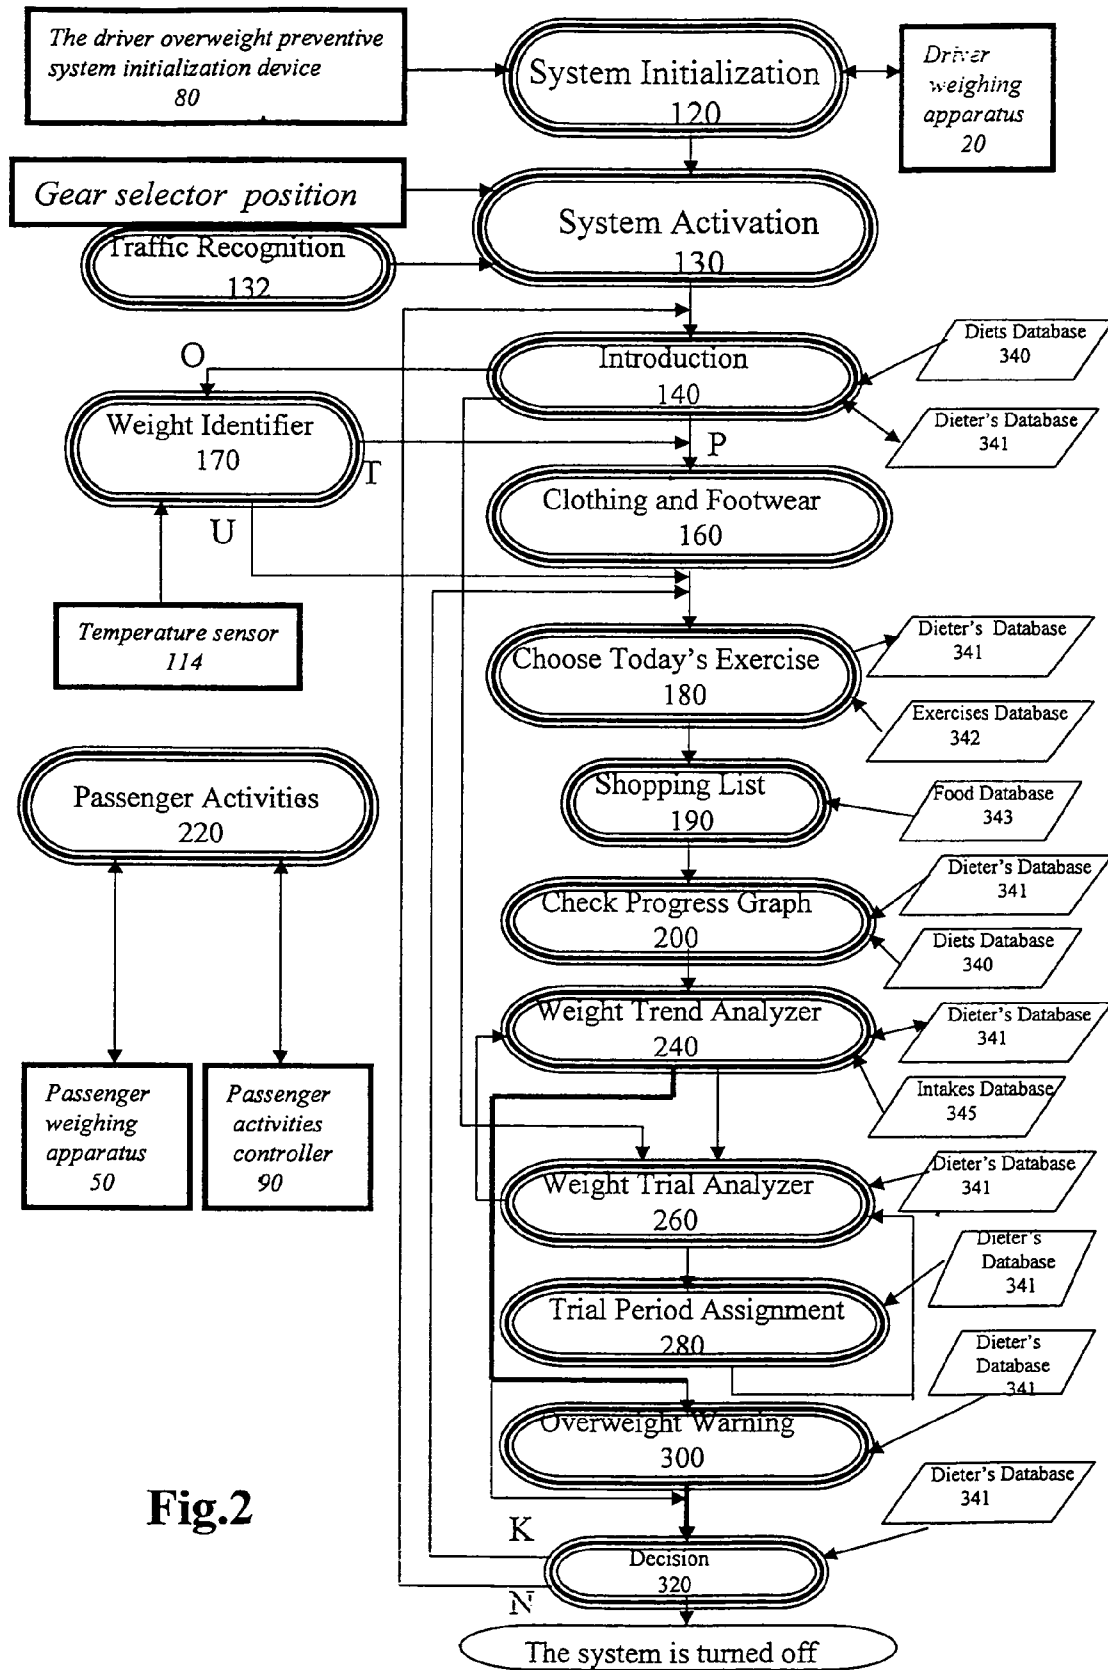 The driver overweight preventive
system initialization device
80
System Initialization
120
Driver
weighing
apparatus
20
Gear selector position
System Activation
130
Traffic Recognition
132
Introduction
140
Diets Database
340
Dieter's Database
341
O
Weight Identifier
170
T
P
U
Clothing and Footwear
160
Temperature sensor
114
Choose Today's Exercise
180
Dieter's Database
341
Exercises Database
342
Passenger Activities
220
Shopping List
190
Food Database
343
Check Progress Graph
200
Dieter's Database
341
Diets Database
340
Weight Trend Analyzer
240
Dieter's Database
341
Intakes Database
345
Passenger
weighing
apparatus
50
Passenger
activities
controller
90
Weight Trial Analyzer
260
Dieter's Database
341
Trial Period Assignment
280
Dieter's
Database
341
Overweight Warning
300
Dieter's
Database
341
Fig.2
K
Decision
320
N
Dieter's Database
341
The system is turned off